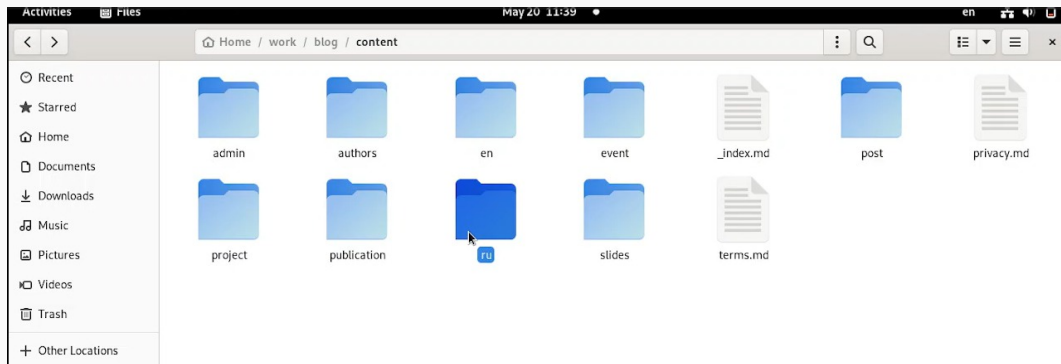 Activities Files May 20 11:39 en
Home / work / blog / content
Recent
Starred
Home
Documents
Downloads
Music
Pictures
Videos
Trash
Other Locations
admin authors en event _index.md post privacy.md
project publication ru slides terms.md